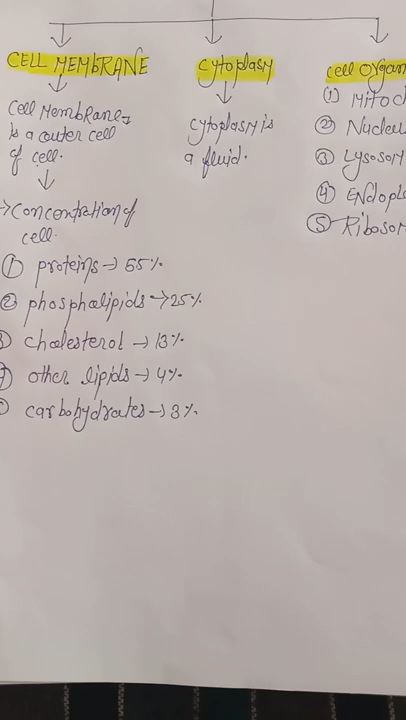 CELL MEMbRANE
Cell MembRane
is a outer cell
of cell.
→ Concentration of
cell.
① proteins → 55%
② phospholipids → 25%
cholesterol → 13%
other lipids → 4%
carbohydrates → 3%
Cytoplasm
Cytoplasm is
a fluid.
Cell Organ
① Mitoc
② Nucleu
③ Lysosom
④ Endopl
⑤ Ribosom